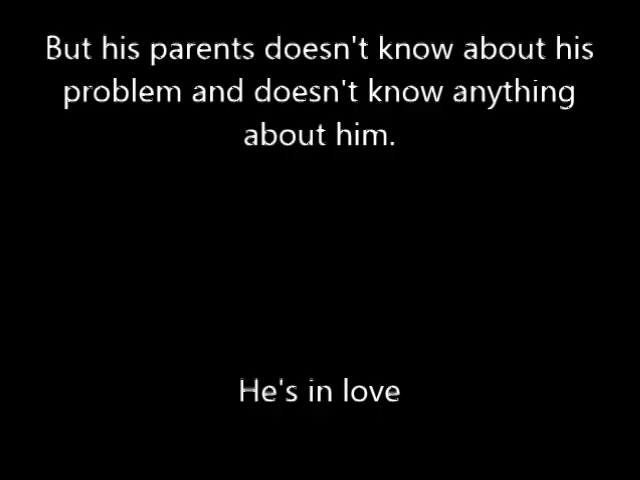 But his parents doesn't know about his
problem and doesn't know anything
about him.
He's in love